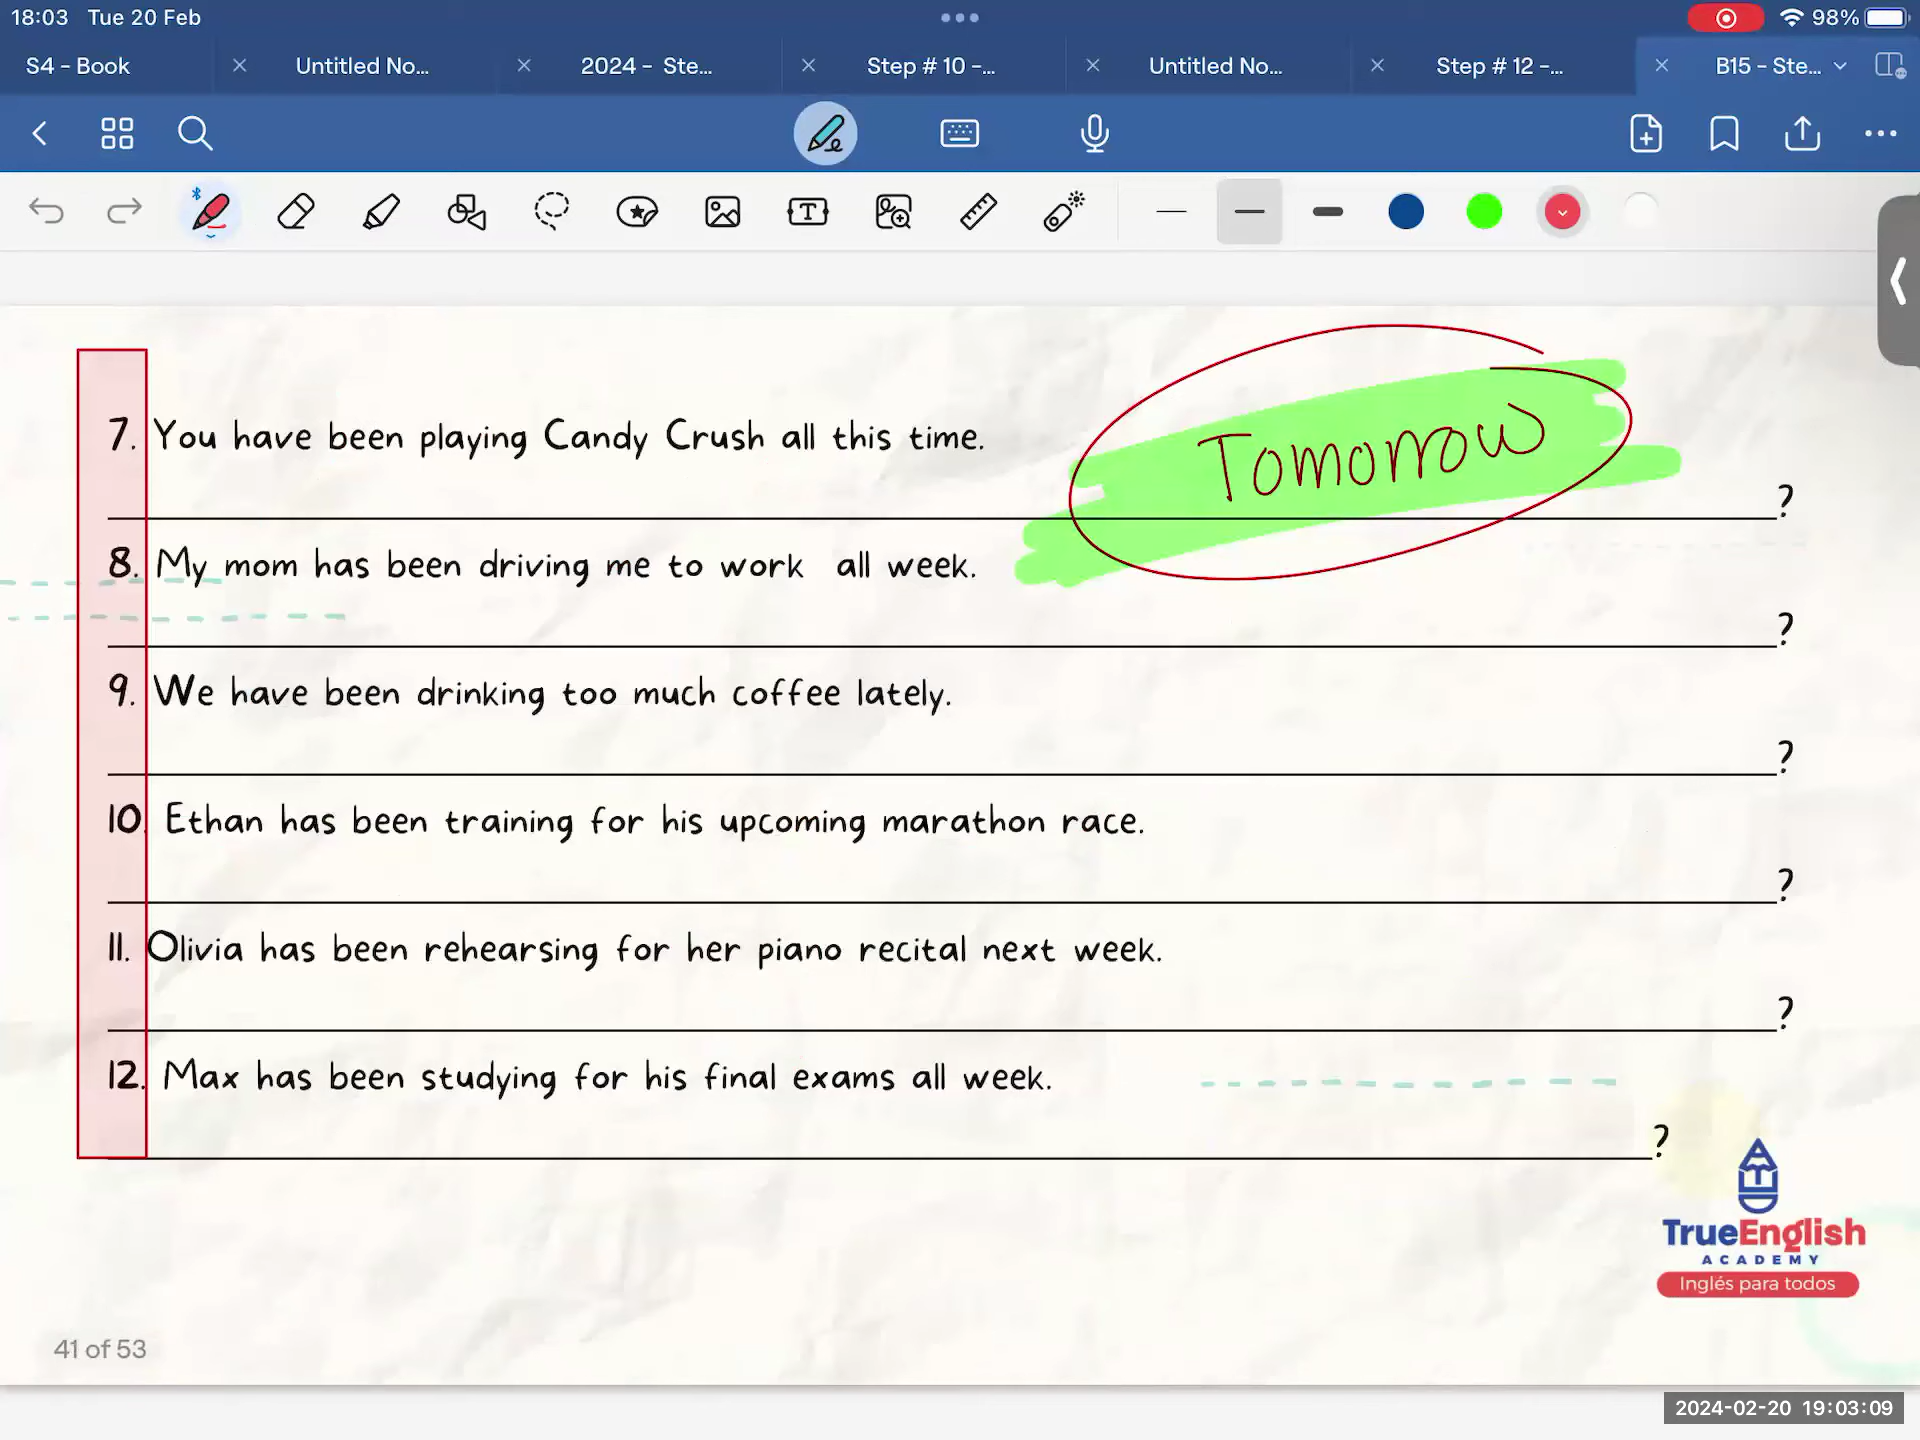 18:03 Tue 20 Feb
98%
S4 - Book
Untitled No...
2024 - Ste...
Step # 10 -...
Untitled No...
Step # 12 -...
B15 - Ste...
Tomorrow
7. You have been playing Candy Crush all this time.
?
8. My mom has been driving me to work all week.
?
9. We have been drinking too much coffee lately.
?
10. Ethan has been training for his upcoming marathon race.
?
11. Olivia has been rehearsing for her piano recital next week.
?
12. Max has been studying for his final exams all week.
?
TrueEnglish
ACADEMY
Inglés para todos
41 of 53
2024-02-20 19:03:09